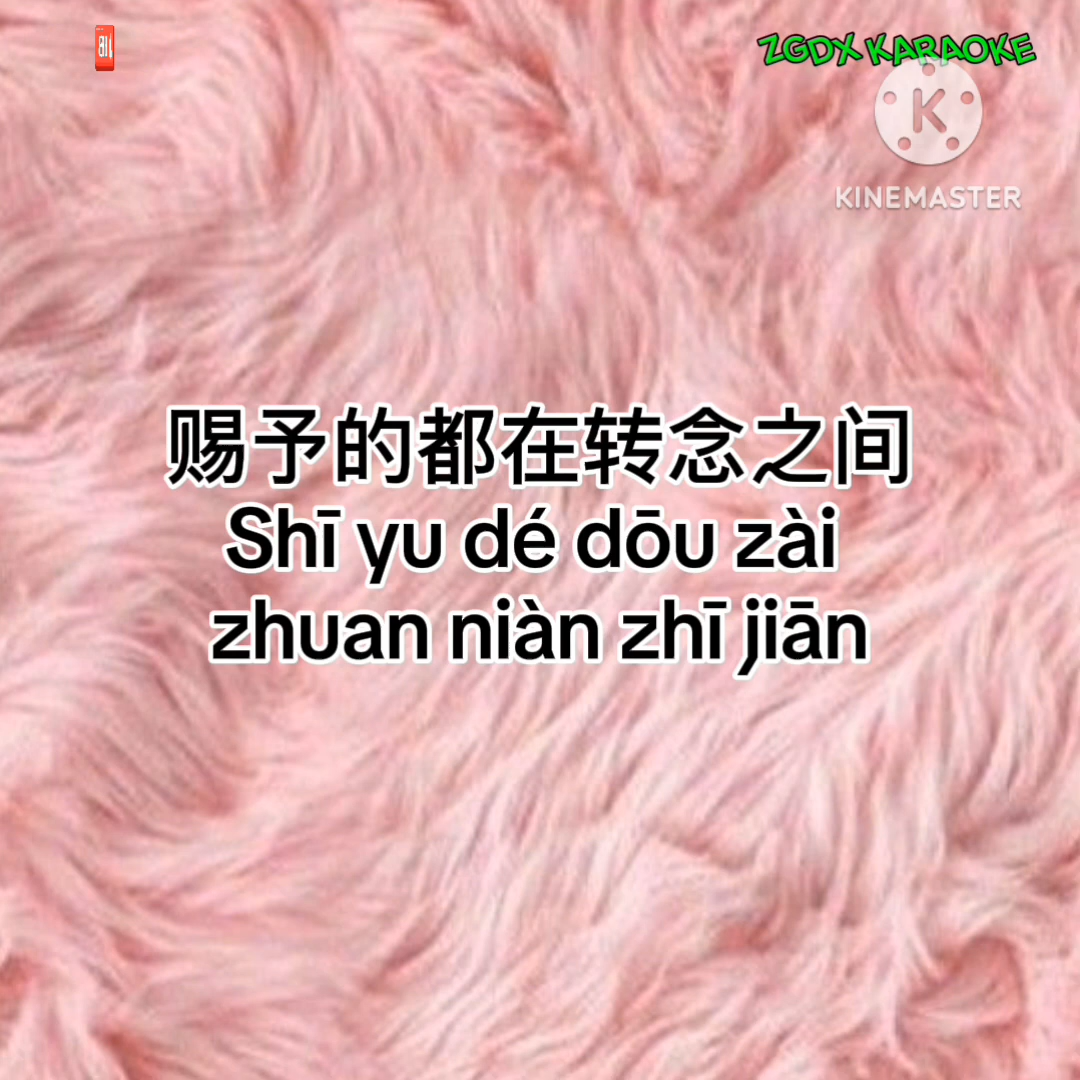 ZGDX KARAOKE
K
KINEMASTER
赐予的都在转念之间
Shī yu dé dōu zài
zhuan niàn zhī jiān